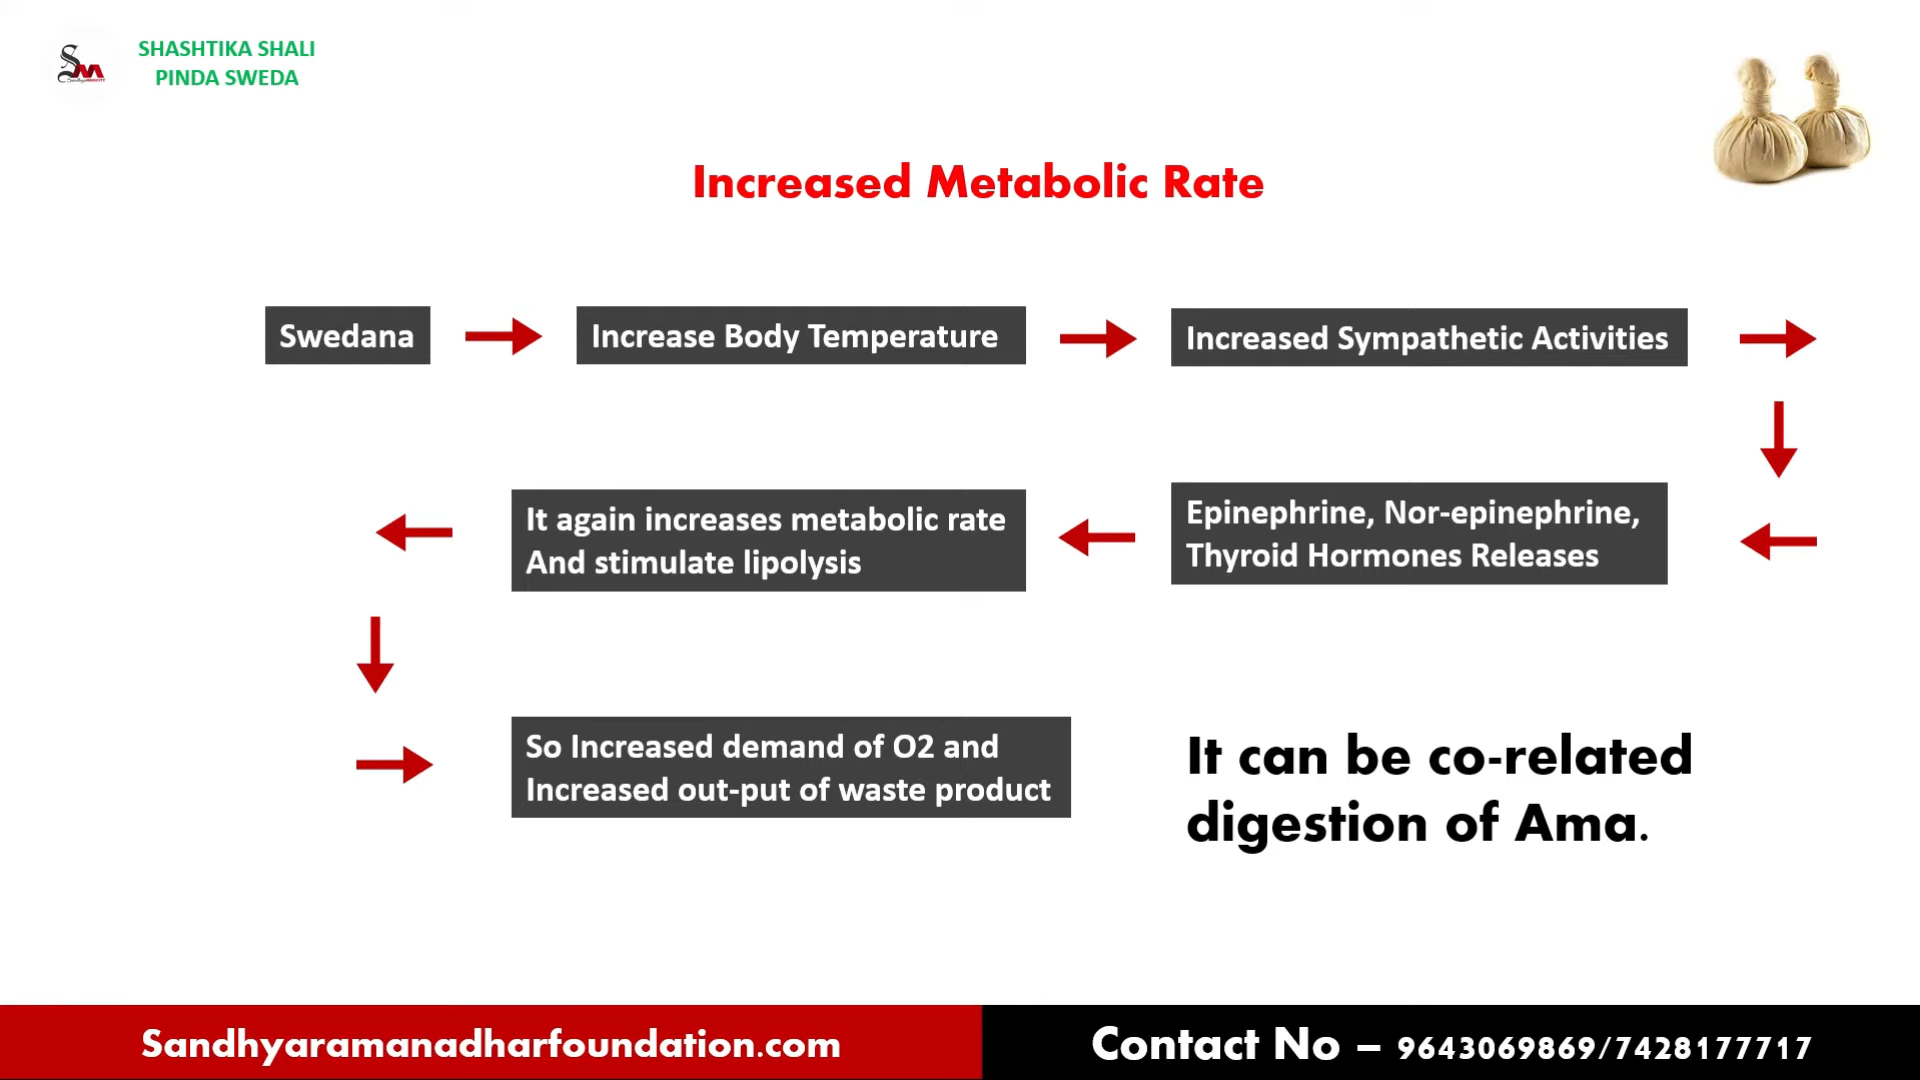 SM
SHASHTIKA SHALI
PINDA SWEDA
Increased Metabolic Rate
Swedana
Increase Body Temperature
Increased Sympathetic Activities
Epinephrine, Nor-epinephrine,
Thyroid Hormones Releases
It again increases metabolic rate
And stimulate lipolysis
So Increased demand of O2 and
Increased out-put of waste product
It can be co-related
digestion of Ama.
Sandhyaramanadharfoundation.com
Contact No – 9643069869/7428177717